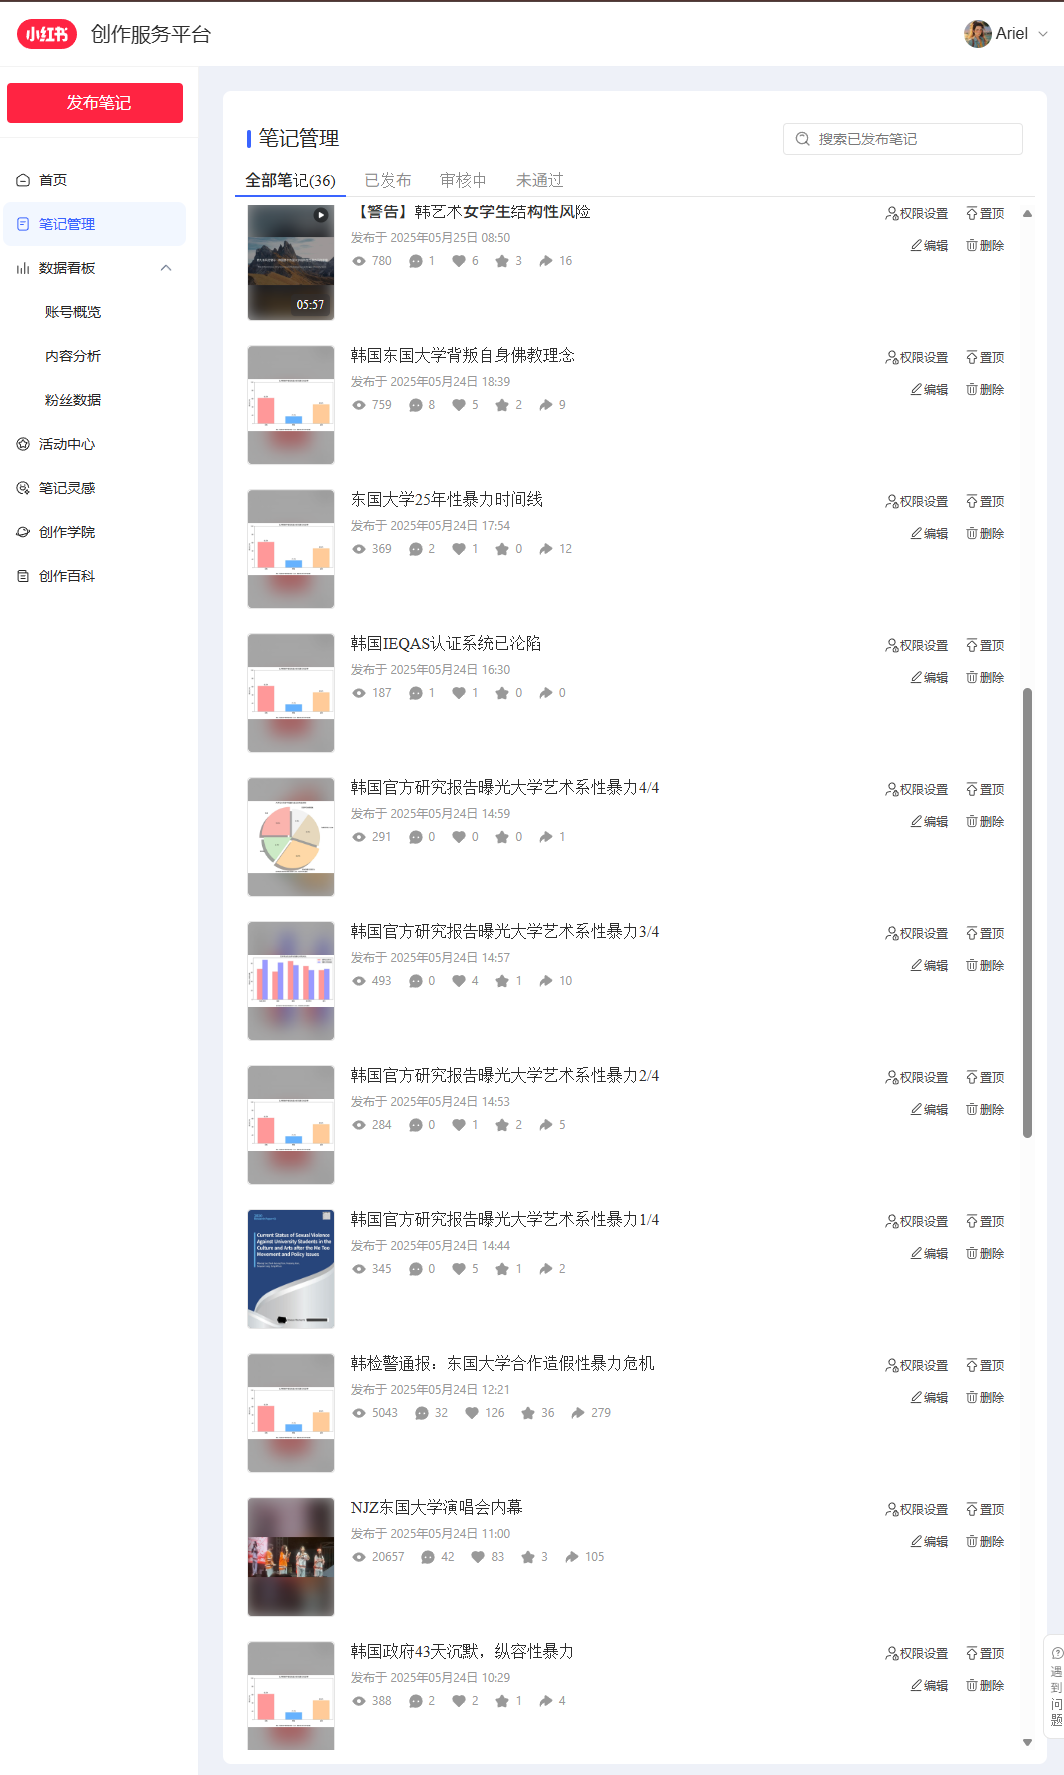 小红书 创作服务平台
Ariel
发布笔记
首页
笔记管理
数据看板
账号概览
内容分析
粉丝数据
活动中心
笔记灵感
创作学院
创作百科
笔记管理
搜索已发布笔记
全部笔记(36) 已发布 审核中 未通过
05:57
【警告】韩艺术女学生结构性风险
发布于 2025年05月25日 08:50
780 1 6 3 16
权限设置 置顶
编辑 删除
韩国东国大学背叛自身佛教理念
发布于 2025年05月24日 18:39
759 8 5 2 9
权限设置 置顶
编辑 删除
东国大学25年性暴力时间线
发布于 2025年05月24日 17:54
369 2 1 0 12
权限设置 置顶
编辑 删除
韩国IEQAS认证系统已沦陷
发布于 2025年05月24日 16:30
187 1 1 0 0
权限设置 置顶
编辑 删除
韩国官方研究报告曝光大学艺术系性暴力4/4
发布于 2025年05月24日 14:59
291 0 0 0 1
权限设置 置顶
编辑 删除
韩国官方研究报告曝光大学艺术系性暴力3/4
发布于 2025年05月24日 14:57
493 0 4 1 10
权限设置 置顶
编辑 删除
韩国官方研究报告曝光大学艺术系性暴力2/4
发布于 2025年05月24日 14:53
284 0 1 2 5
权限设置 置顶
编辑 删除
Current Status of Sexual Violence
Against University Students in the
Culture and Arts after the Me Too
Movement and Policy Issues
韩国官方研究报告曝光大学艺术系性暴力1/4
发布于 2025年05月24日 14:44
345 0 5 1 2
权限设置 置顶
编辑 删除
韩检警通报：东国大学合作造假性暴力危机
发布于 2025年05月24日 12:21
5043 32 126 36 279
权限设置 置顶
编辑 删除
NJZ东国大学演唱会内幕
发布于 2025年05月24日 11:00
20657 42 83 3 105
权限设置 置顶
编辑 删除
韩国政府43天沉默，纵容性暴力
发布于 2025年05月24日 10:29
388 2 2 1 4
权限设置 置顶
编辑 删除
遇到问题